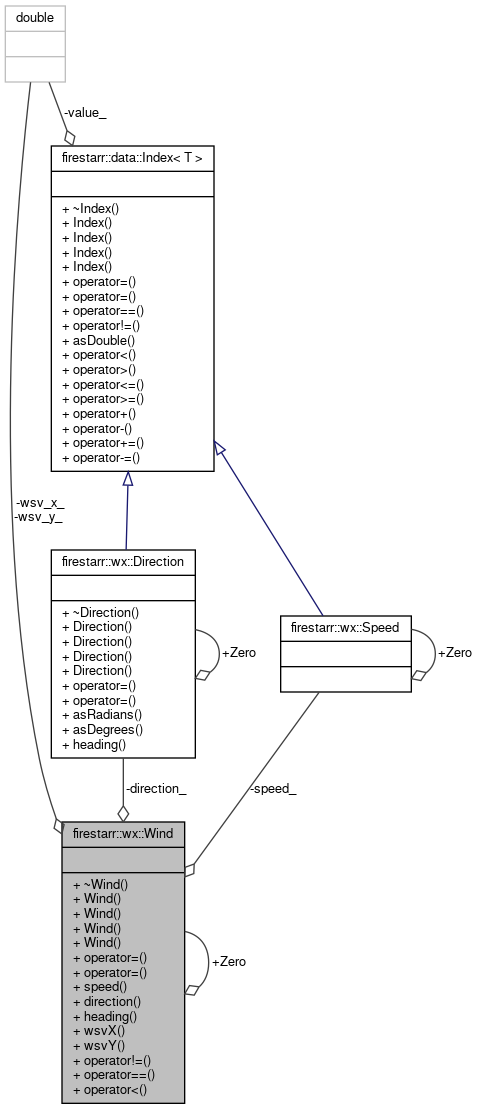 double
-value_
firestarr::data::Index< T >
+ ~Index()
+ Index()
+ Index()
+ Index()
+ Index()
+ operator=()
+ operator=()
+ operator==()
+ operator!=()
+ asDouble()
+ operator<()
+ operator>()
+ operator<=()
+ operator>=()
+ operator+()
+ operator-()
+ operator+=()
+ operator-=()
-wsv_x_
-wsv_y_
firestarr::wx::Direction
+ ~Direction()
+ Direction()
+ Direction()
+ Direction()
+ Direction()
+ operator=()
+ operator=()
+ asRadians()
+ asDegrees()
+ heading()
+Zero
firestarr::wx::Speed
+Zero
-direction_
-speed_
firestarr::wx::Wind
+ ~Wind()
+ Wind()
+ Wind()
+ Wind()
+ Wind()
+ operator=()
+ operator=()
+ speed()
+ direction()
+ heading()
+ wsvX()
+ wsvY()
+ operator!=()
+ operator==()
+ operator<()
+Zero